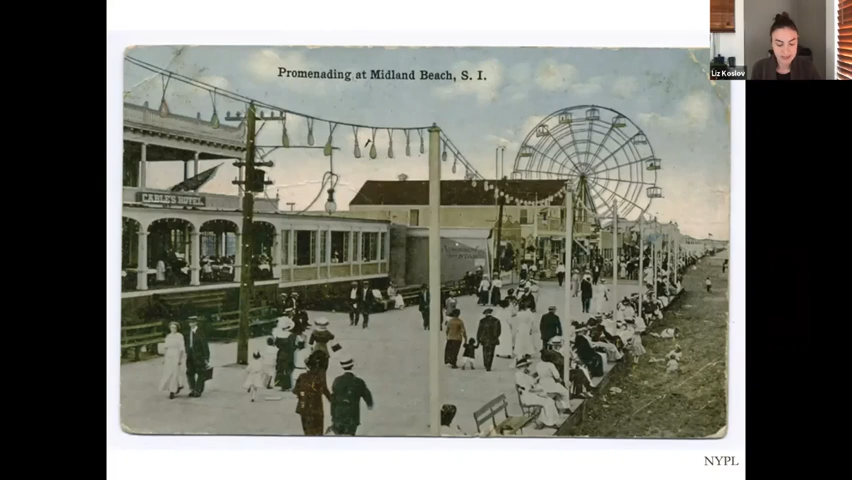 Promenading at Midland Beach, S. I.
CABLE'S HOTEL
Liz Koslov
NYPL